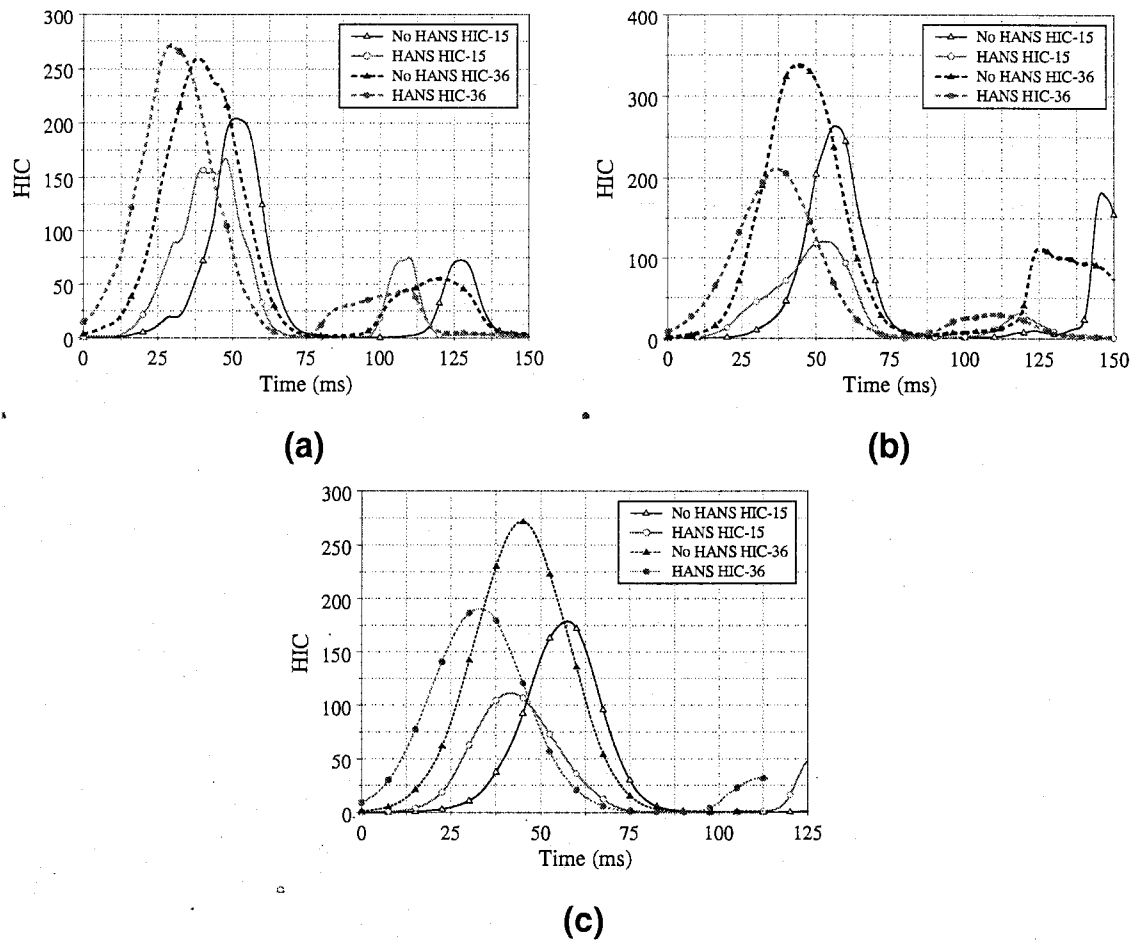 300
250
200
150
100
50
0
HIC
No HANS HIC-15
HANS HIC-15
No HANS HIC-36
HANS HIC-36
0 25 50 75 100 125 150
Time (ms)
(a)
400
300
200
100
0
HIC
No HANS HIC-15
HANS HIC-15
No HANS HIC-36
HANS HIC-36
0 25 50 75 100 125 150
Time (ms)
(b)
300
250
200
150
100
50
0
HIC
No HANS HIC-15
HANS HIC-15
No HANS HIC-36
HANS HIC-36
0 25 50 75 100 125
Time (ms)
(c)